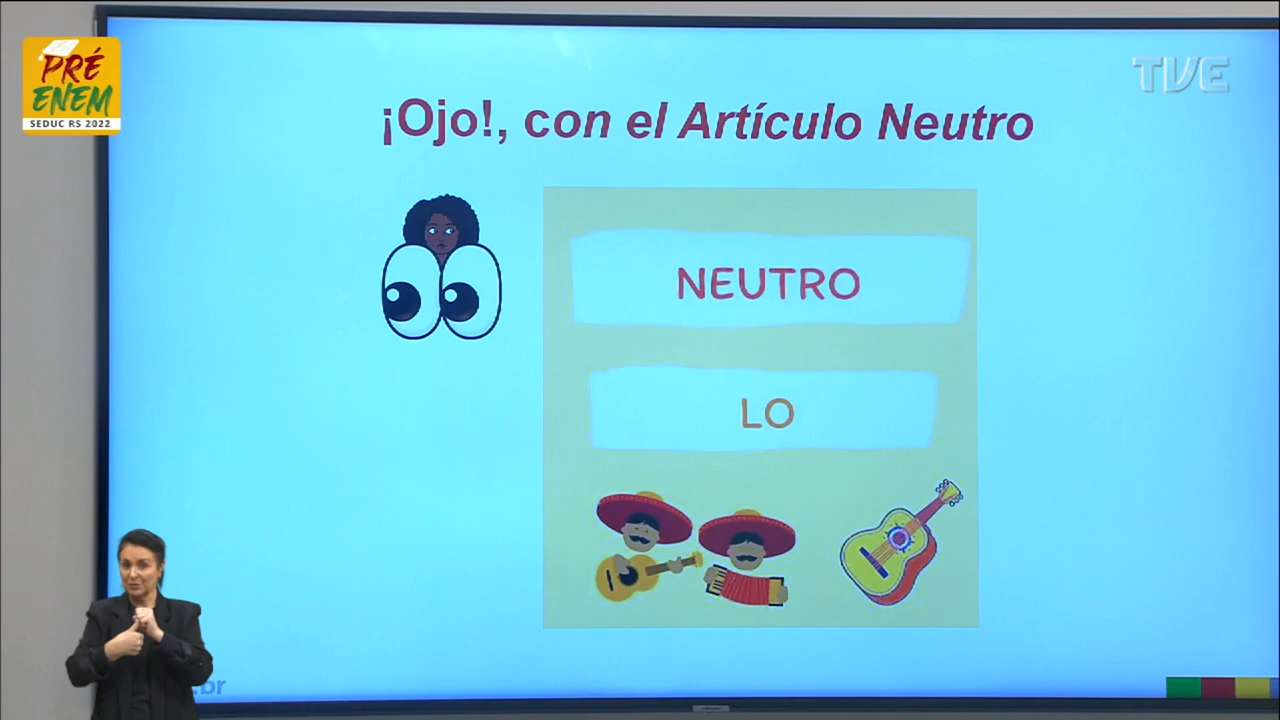 PRÉ
ENEM
SEDUC RS 2022
TVE
¡Ojo!, con el Artículo Neutro
NEUTRO
LO
.br